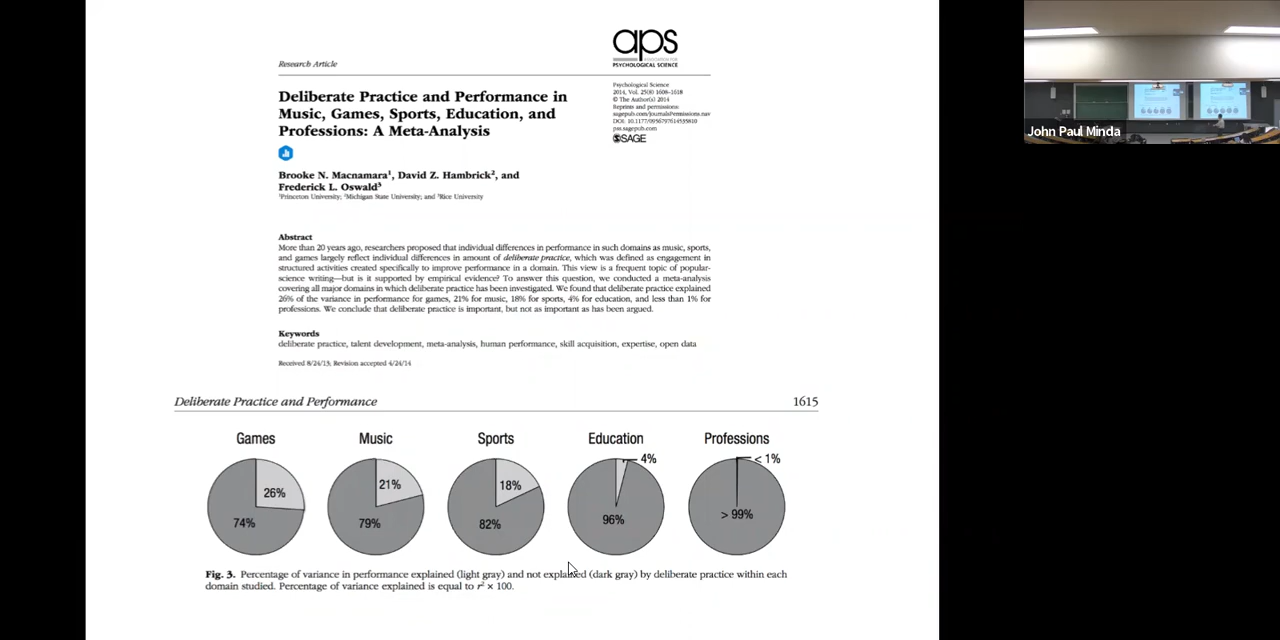 Research Article
aps
ASSOCIATION FOR
PSYCHOLOGICAL SCIENCE
Deliberate Practice and Performance in
Music, Games, Sports, Education, and
Professions: A Meta-Analysis
Psychological Science
2014, Vol. 25(8) 1608–1618
© The Author(s) 2014
Reprints and permissions:
sagepub.com/journalsPermissions.nav
DOI: 10.1177/0956797614535810
pss.sagepub.com
SAGE
Brooke N. Macnamara¹, David Z. Hambrick², and
Frederick L. Oswald³
¹Princeton University; ²Michigan State University; and ³Rice University
Abstract
More than 20 years ago, researchers proposed that individual differences in performance in such domains as music, sports,
and games largely reflect individual differences in amount of deliberate practice, which was defined as engagement in
structured activities created specifically to improve performance in a domain. This view is a frequent topic of popular-
science writing—but is it supported by empirical evidence? To answer this question, we conducted a meta-analysis
covering all major domains in which deliberate practice has been investigated. We found that deliberate practice explained
26% of the variance in performance for games, 21% for music, 18% for sports, 4% for education, and less than 1% for
professions. We conclude that deliberate practice is important, but not as important as has been argued.
Keywords
deliberate practice, talent development, meta-analysis, human performance, skill acquisition, expertise, open data
Received 8/24/13; Revision accepted 4/24/14
Deliberate Practice and Performance 1615
Games Music Sports Education Professions
26% 21% 18% 4% < 1%
74% 79% 82% 96% > 99%
Fig. 3. Percentage of variance in performance explained (light gray) and not explained (dark gray) by deliberate practice within each
domain studied. Percentage of variance explained is equal to r² × 100.
John Paul Minda